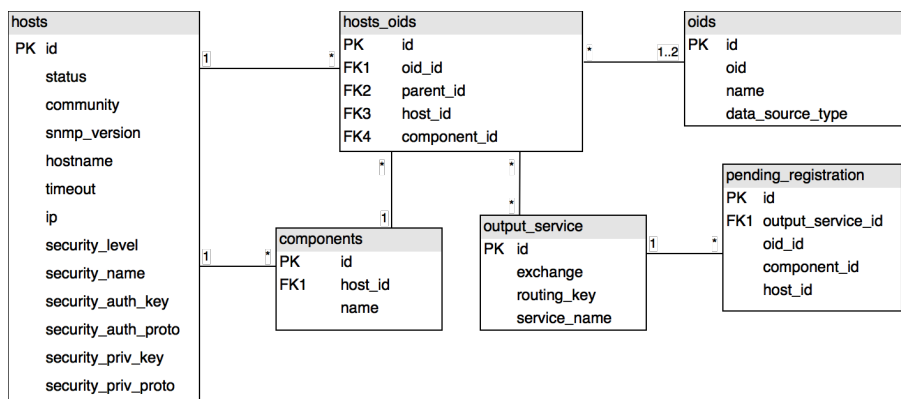 hosts
PK id
status
community
snmp_version
hostname
timeout
ip
security_level
security_name
security_auth_key
security_auth_proto
security_priv_key
security_priv_proto
1
*
hosts_oids
PK id
FK1 oid_id
FK2 parent_id
FK3 host_id
FK4 component_id
*
1..2
oids
PK id
oid
name
data_source_type
*
1
*
*
1
*
components
PK id
FK1 host_id
name
output_service
PK id
exchange
routing_key
service_name
1
*
pending_registration
PK id
FK1 output_service_id
oid_id
component_id
host_id